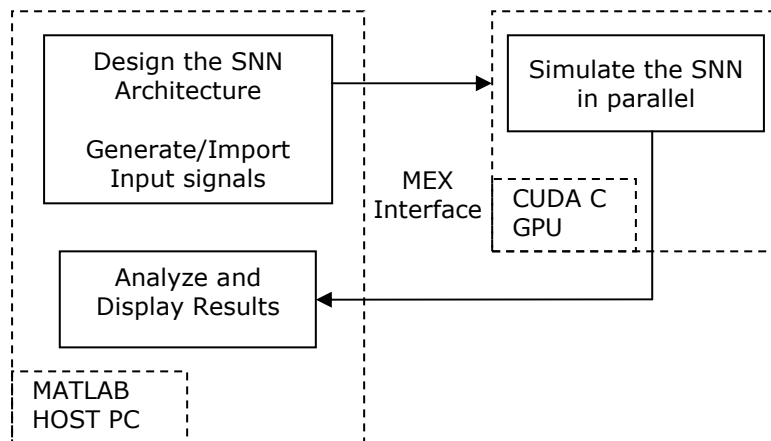 Design the SNN
Architecture
Generate/Import
Input signals
Simulate the SNN
in parallel
MEX
Interface
CUDA C
GPU
Analyze and
Display Results
MATLAB
HOST PC